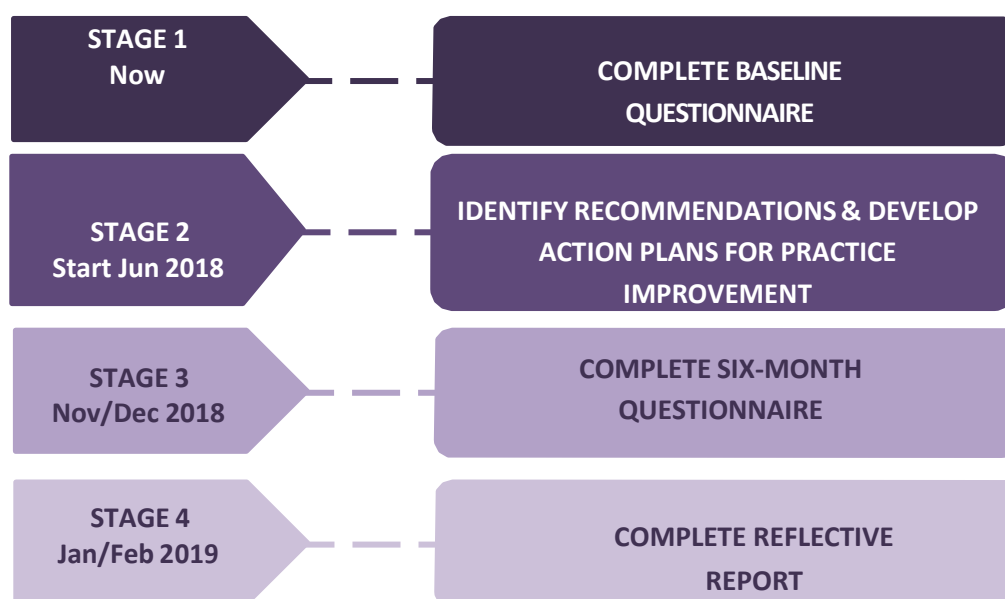 STAGE 1
Now
COMPLETE BASELINE
QUESTIONNAIRE
STAGE 2
Start Jun 2018
IDENTIFY RECOMMENDATIONS & DEVELOP
ACTION PLANS FOR PRACTICE
IMPROVEMENT
STAGE 3
Nov/Dec 2018
COMPLETE SIX-MONTH
QUESTIONNAIRE
STAGE 4
Jan/Feb 2019
COMPLETE REFLECTIVE
REPORT